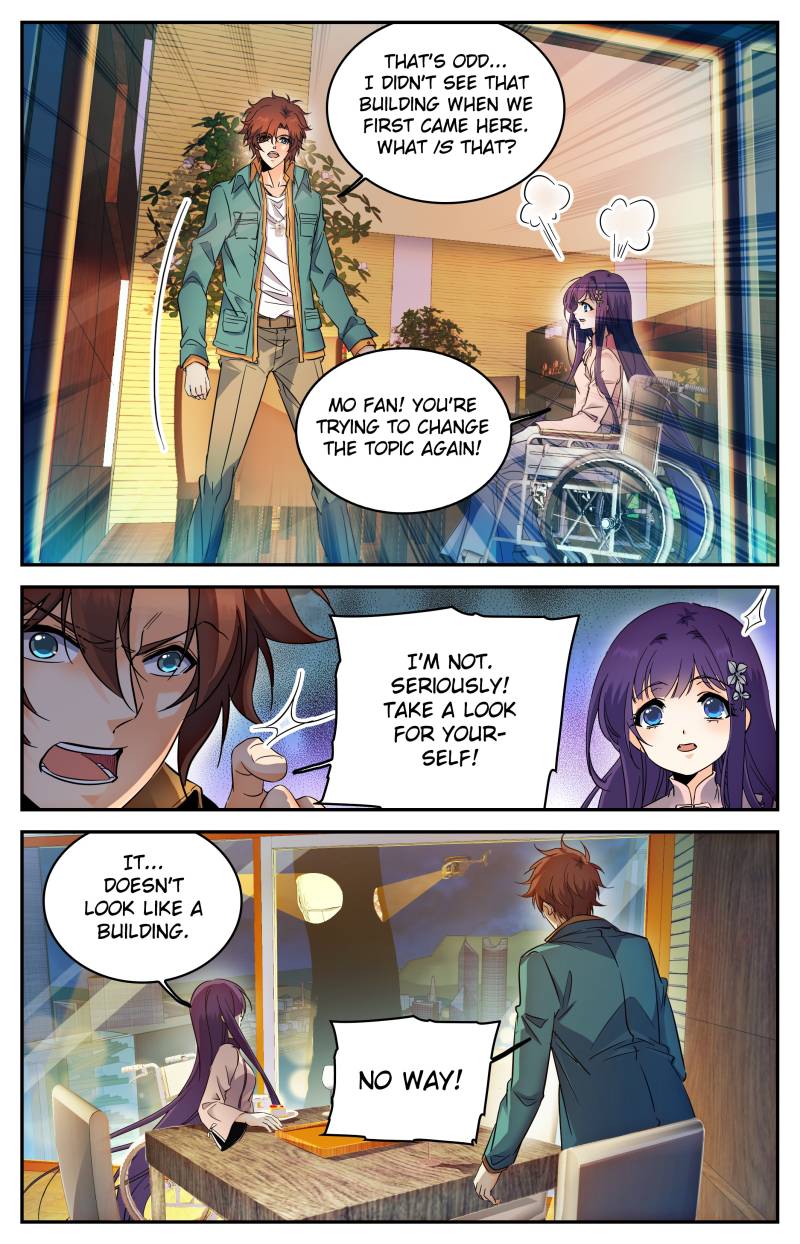 THAT'S ODD...
I DIDN'T SEE THAT
BUILDING WHEN WE
FIRST CAME HERE.
WHAT IS THAT?
MO FAN! YOU'RE
TRYING TO CHANGE
THE TOPIC AGAIN!
I'M NOT.
SERIOUSLY!
TAKE A LOOK
FOR YOUR-
SELF!
IT...
DOESN'T
LOOK LIKE A
BUILDING.
NO WAY!